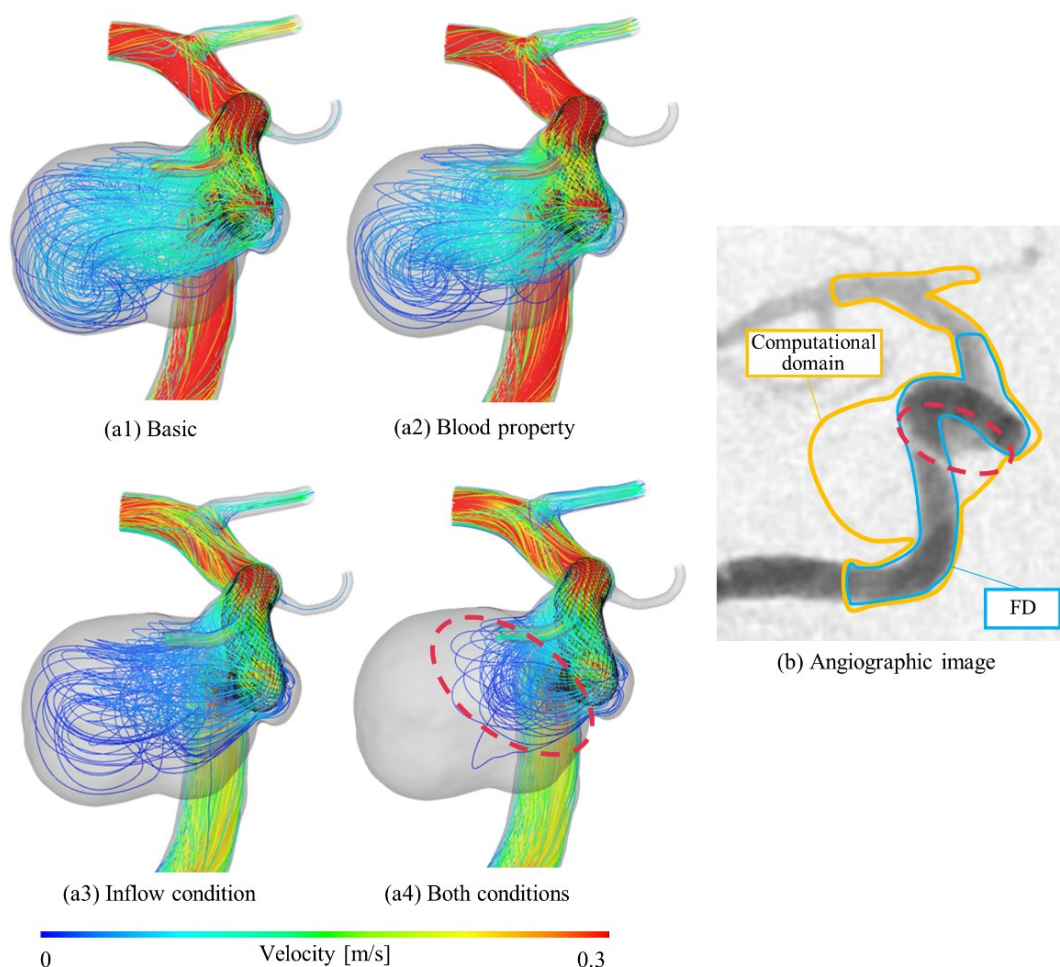 (a1) Basic
(a2) Blood property
Computational
domain
FD
(b) Angiographic image
(a3) Inflow condition
(a4) Both conditions
0
Velocity [m/s]
0.3